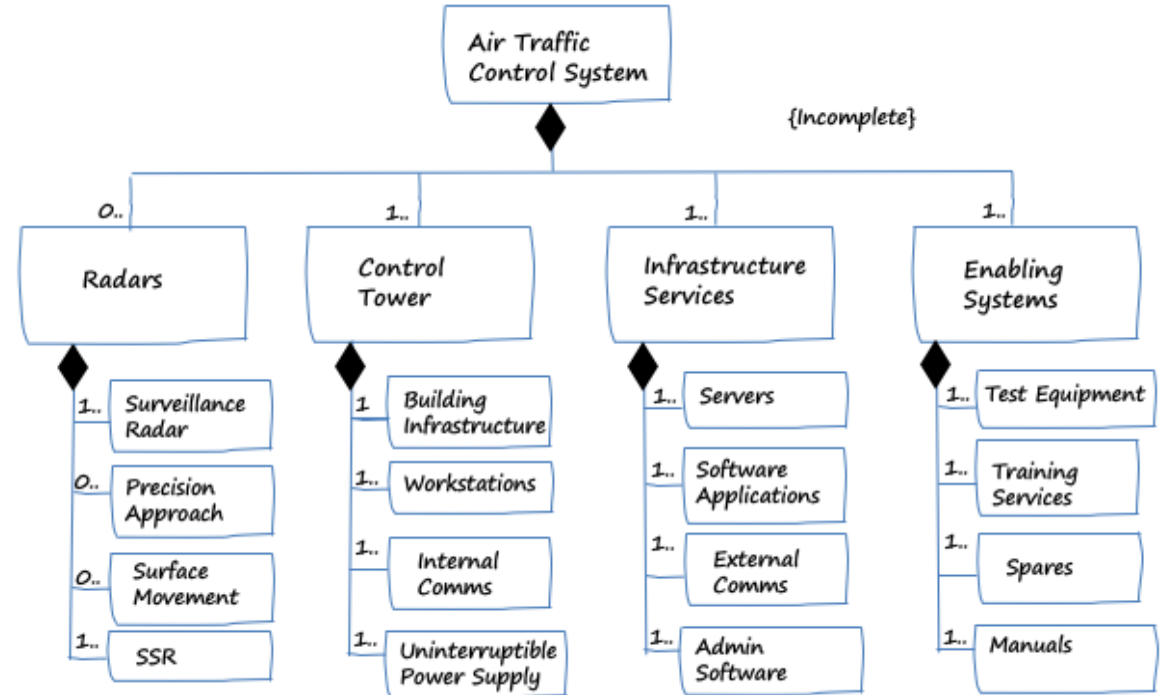 Air Traffic
Control System
{Incomplete}
0..
1..
1..
1..
Radars
Control
Tower
Infrastructure
Services
Enabling
Systems
1..
Surveillance
Radar
0..
Precision
Approach
0..
Surface
Movement
1..
SSR
1
Building
Infrastructure
1..
Workstations
1..
Internal
Comms
1..
Uninterruptible
Power Supply
1..
Servers
1..
Software
Applications
1..
External
Comms
1..
Admin
Software
1..
Test Equipment
1..
Training
Services
1..
Spares
1..
Manuals